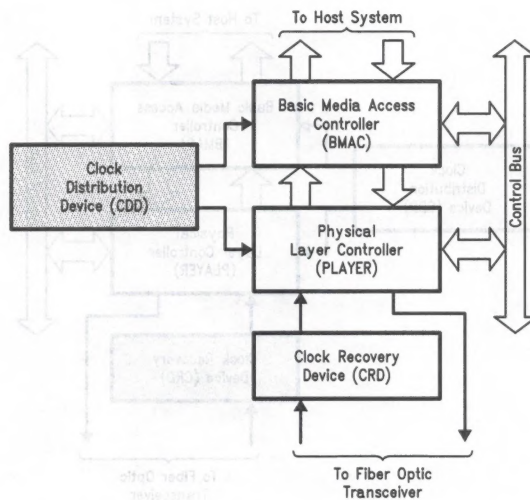 To Host System
Basic Media Access
Controller
(BMAC)
Clock
Distribution
Device (CDD)
Control Bus
Physical
Layer Controller
(PLAYER)
Clock Recovery
Device (CRD)
To Fiber Optic
Transceiver